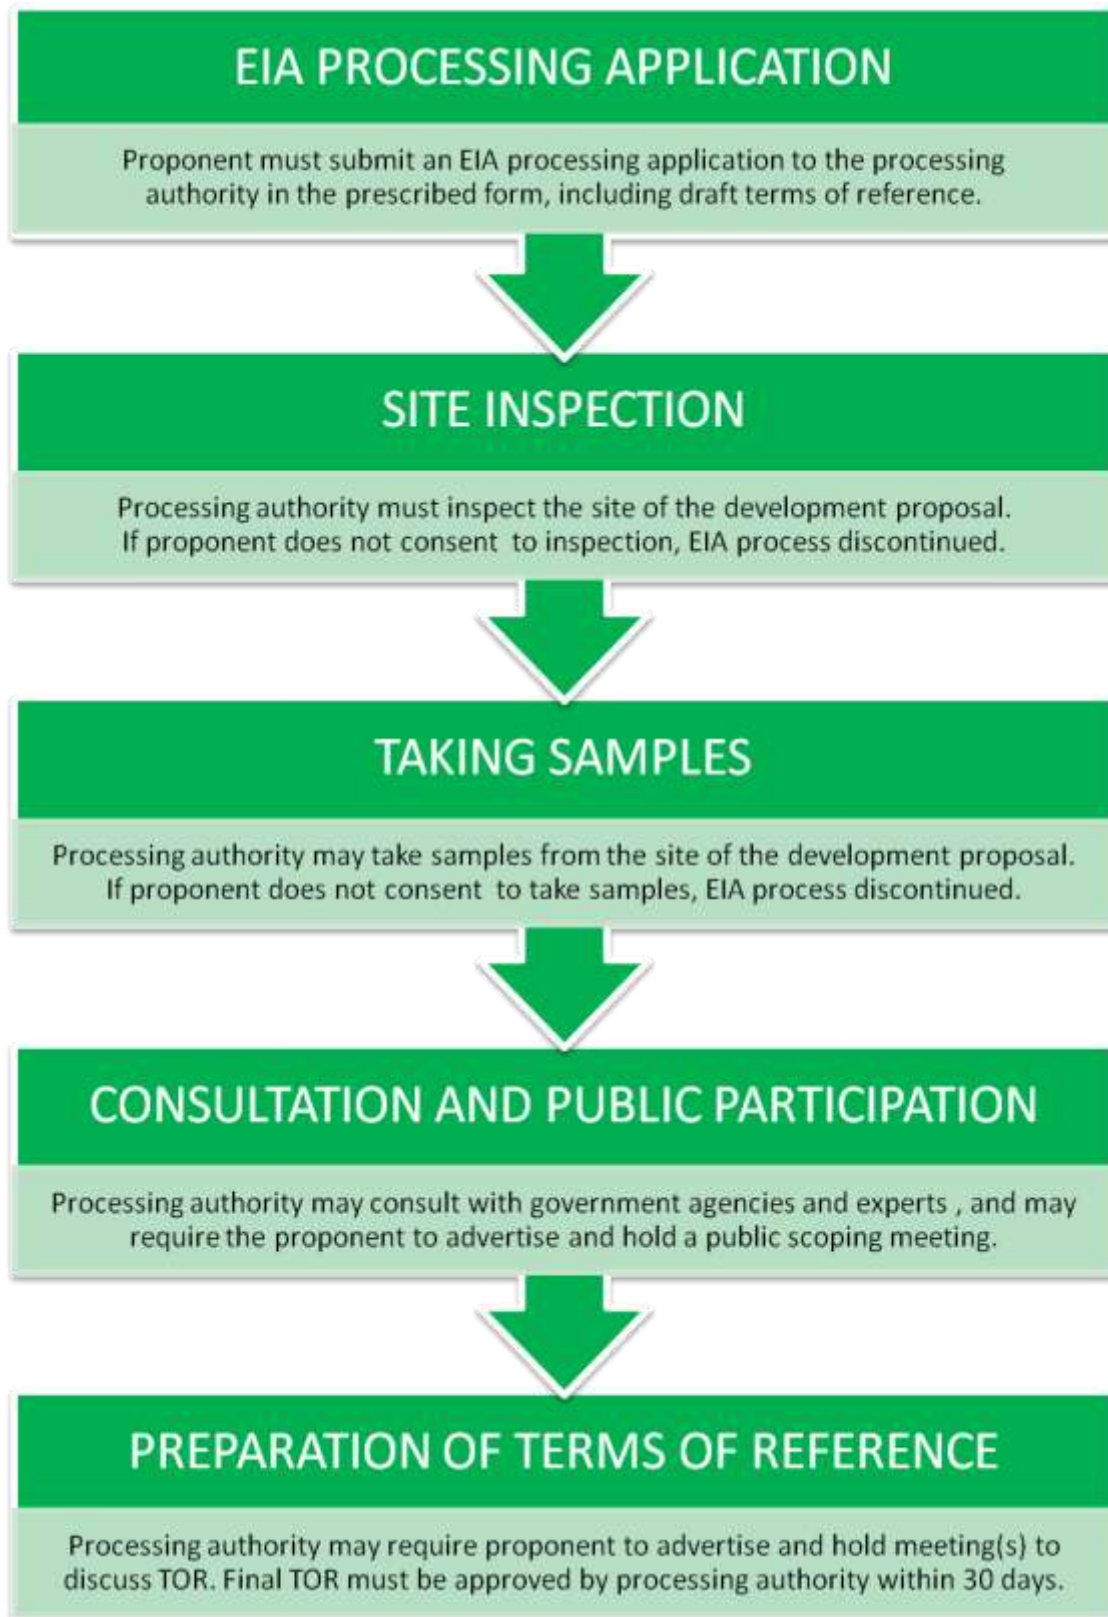 EIA PROCESSING APPLICATION
Proponent must submit an EIA processing application to the processing
authority in the prescribed form, including draft terms of reference.
SITE INSPECTION
Processing authority must inspect the site of the development proposal.
If proponent does not consent to inspection, EIA process discontinued.
TAKING SAMPLES
Processing authority may take samples from the site of the development proposal.
If proponent does not consent to take samples, EIA process discontinued.
CONSULTATION AND PUBLIC PARTICIPATION
Processing authority may consult with government agencies and experts , and may
require the proponent to advertise and hold a public scoping meeting.
PREPARATION OF TERMS OF REFERENCE
Processing authority may require proponent to advertise and hold meeting(s) to
discuss TOR. Final TOR must be approved by processing authority within 30 days.